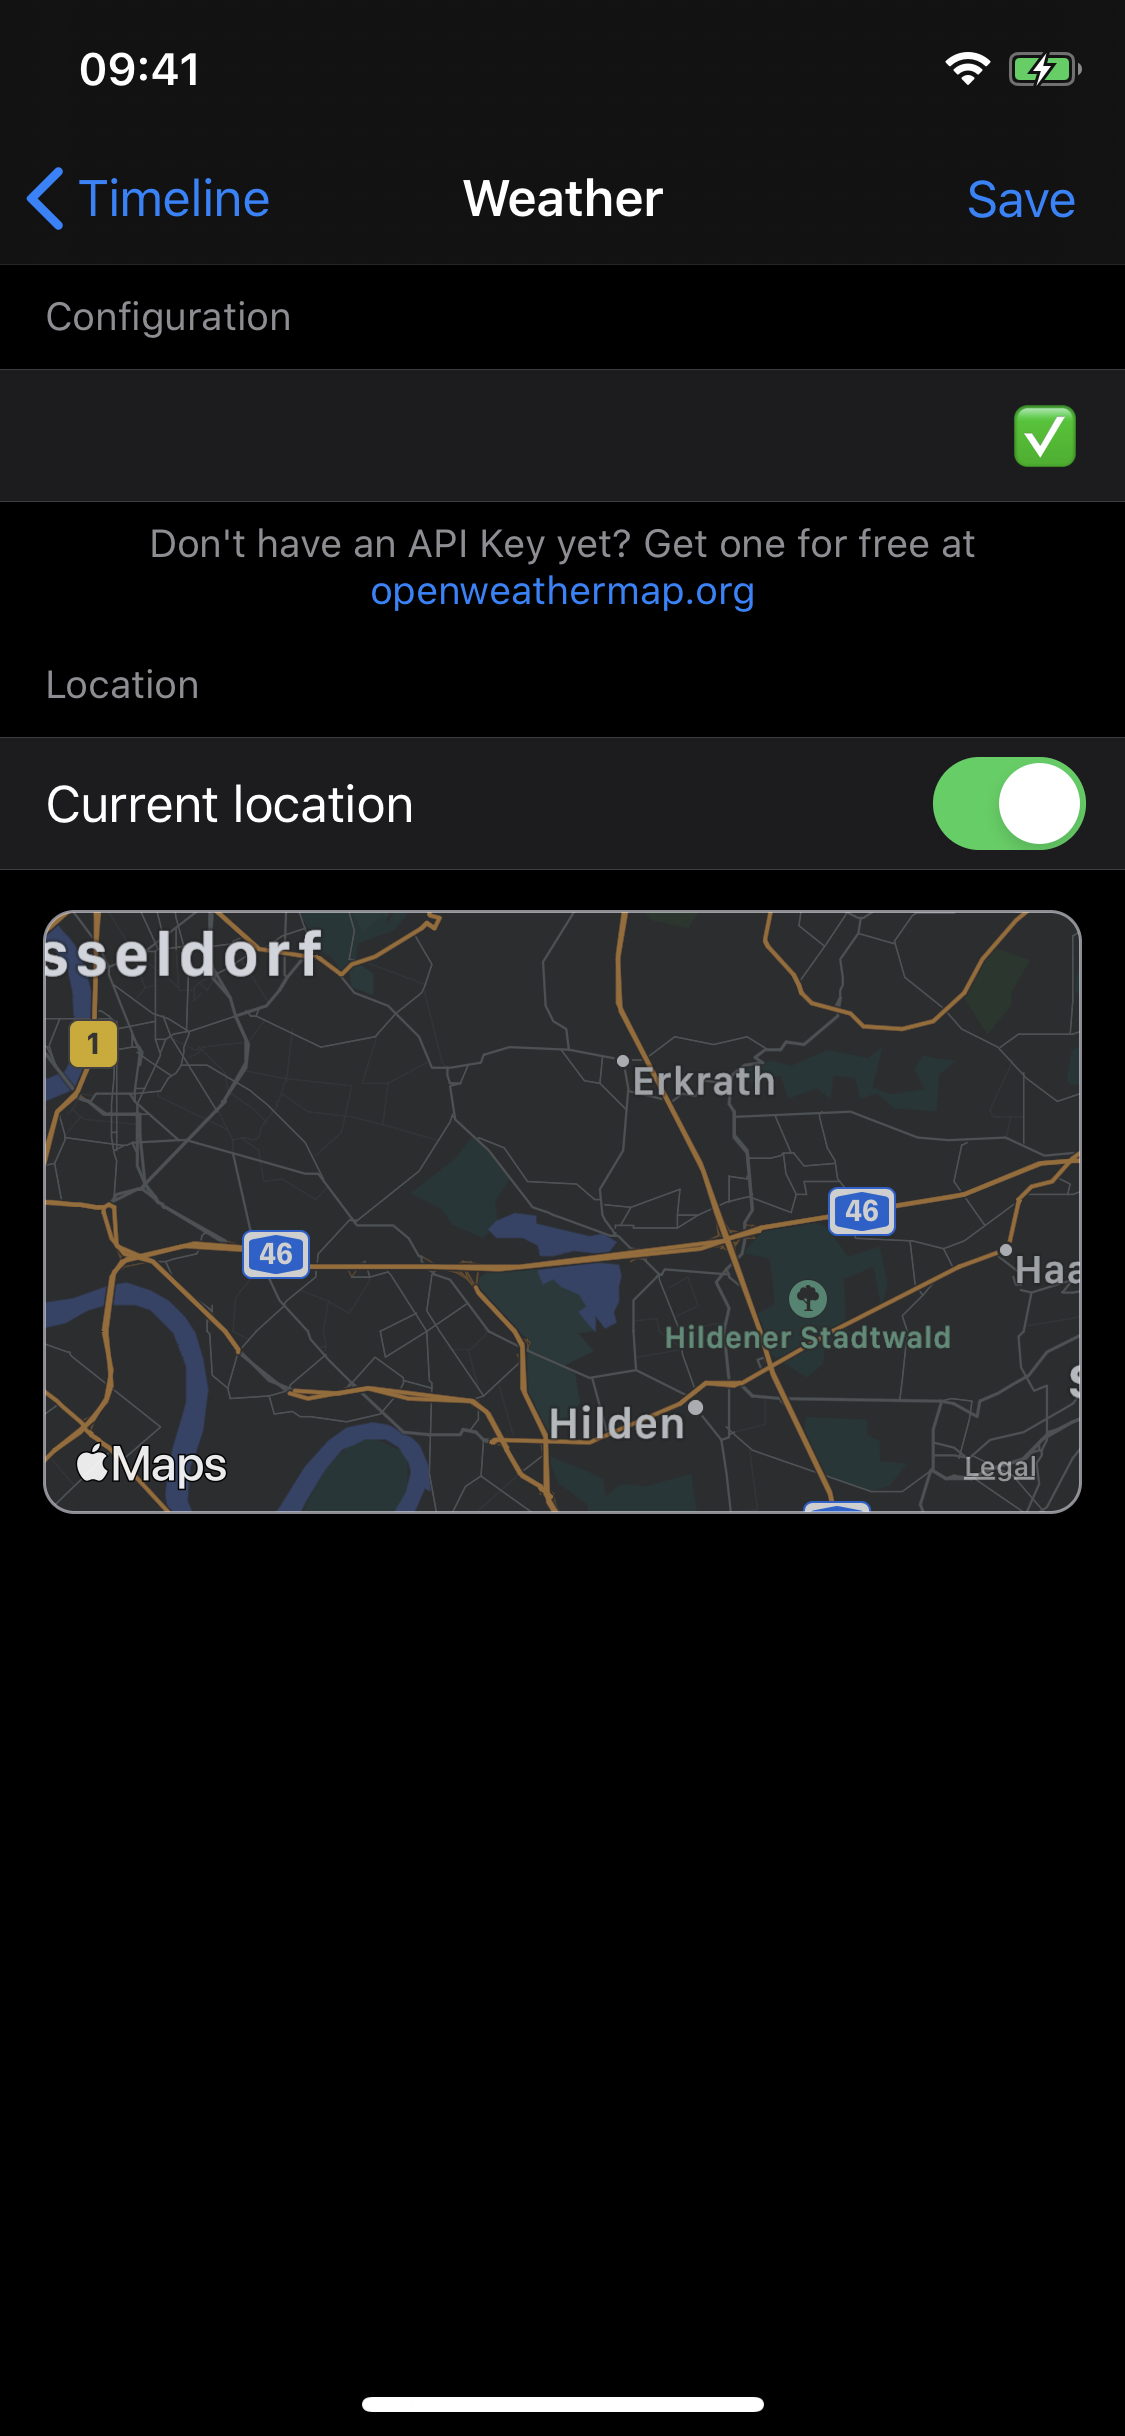 09:41
Timeline
Weather
Save
Configuration
Don't have an API Key yet? Get one for free at
openweathermap.org
Location
Current location
sseldorf
1
Erkrath
46
46
Haa
Hildener Stadtwald
S
Hilden
Maps
Legal